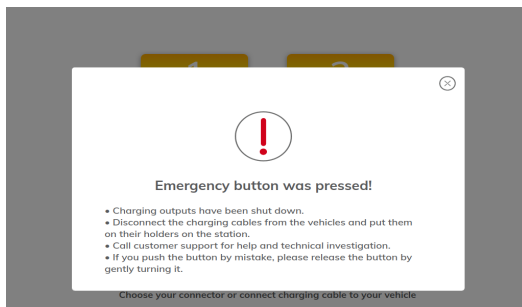 Emergency button was pressed!
• Charging outputs have been shut down.
• Disconnect the charging cables from the vehicles and put them
on their holders on the station.
• Call customer support for help and technical investigation.
• If you push the button by mistake, please release the button by
gently turning it.
Choose your connector or connect charging cable to your vehicle